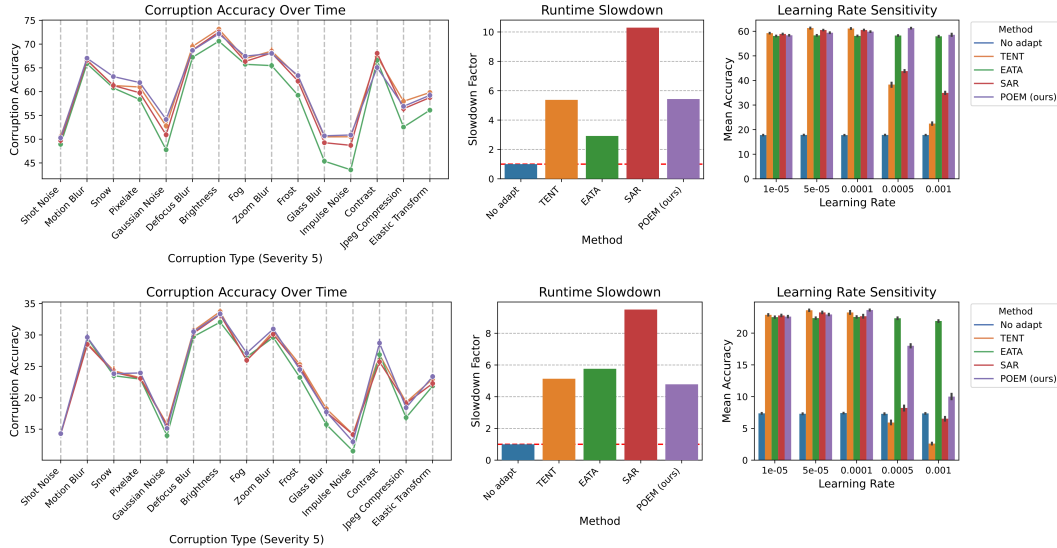 Corruption Accuracy Over Time
Corruption Accuracy
75
70
65
60
55
50
45
Shot Noise
Motion Blur
Snow
Pixelate
Gaussian Noise
Defocus Blur
Brightness
Fog
Zoom Blur
Frost
Glass Blur
Impulse Noise
Contrast
Jpeg Compression
Elastic Transform
Corruption Type (Severity 5)
Runtime Slowdown
Slowdown Factor
10
8
6
4
2
0
No adapt
TENT
EATA
SAR
POEM (ours)
Method
Learning Rate Sensitivity
Mean Accuracy
60
50
40
30
20
10
0
1e-05
5e-05
0.0001
0.0005
0.001
Learning Rate
Method
No adapt
TENT
EATA
SAR
POEM (ours)
Corruption Accuracy Over Time
Corruption Accuracy
35
30
25
20
15
Shot Noise
Motion Blur
Snow
Pixelate
Gaussian Noise
Defocus Blur
Brightness
Fog
Zoom Blur
Frost
Glass Blur
Impulse Noise
Contrast
Jpeg Compression
Elastic Transform
Corruption Type (Severity 5)
Runtime Slowdown
Slowdown Factor
8
6
4
2
0
No adapt
TENT
EATA
SAR
POEM (ours)
Method
Learning Rate Sensitivity
Mean Accuracy
20
15
10
5
0
1e-05
5e-05
0.0001
0.0005
0.001
Learning Rate
Method
No adapt
TENT
EATA
SAR
POEM (ours)